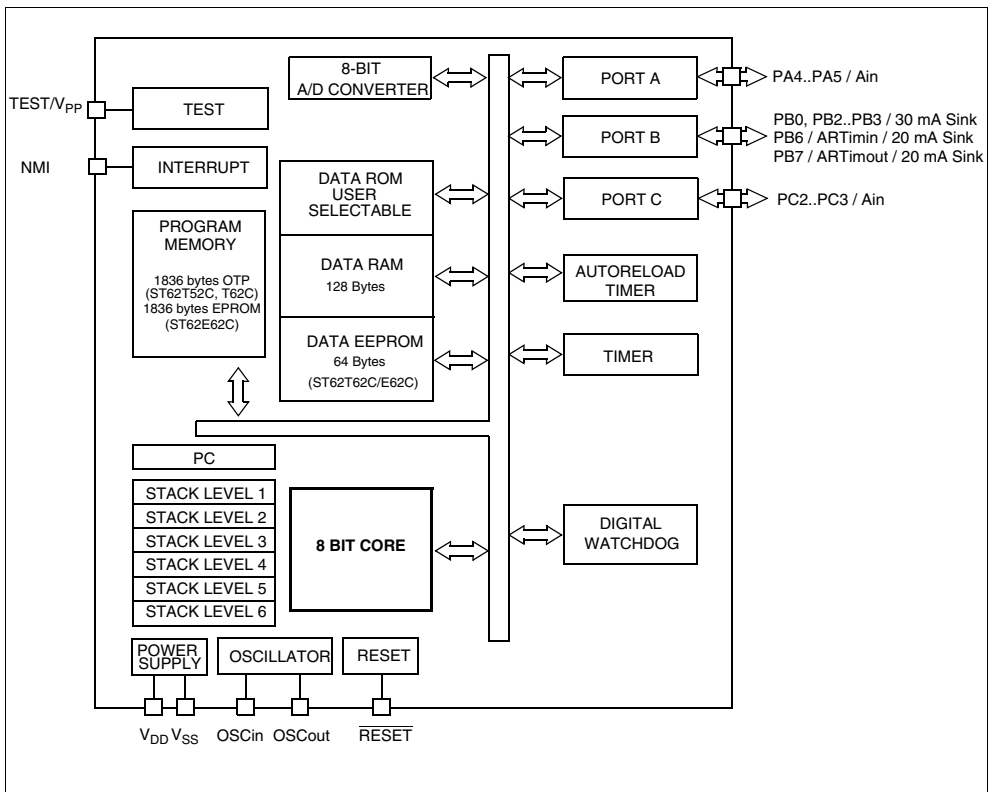 8-BIT
A/D CONVERTER
PORT A
PA4..PA5 / Ain
TEST/VPP
TEST
PORT B
PB0, PB2..PB3 / 30 mA Sink
PB6 / ARTimin / 20 mA Sink
PB7 / ARTimout / 20 mA Sink
NMI
INTERRUPT
DATA ROM
USER
SELECTABLE
PORT C
PC2..PC3 / Ain
PROGRAM
MEMORY
1836 bytes OTP
(ST62T52C, T62C)
1836 bytes EPROM
(ST62E62C)
DATA RAM
128 Bytes
AUTORELOAD
TIMER
DATA EEPROM
64 Bytes
(ST62T62C/E62C)
TIMER
PC
STACK LEVEL 1
STACK LEVEL 2
STACK LEVEL 3
STACK LEVEL 4
STACK LEVEL 5
STACK LEVEL 6
8 BIT CORE
DIGITAL
WATCHDOG
POWER
SUPPLY
OSCILLATOR
RESET
VDD VSS OSCin OSCout RESET